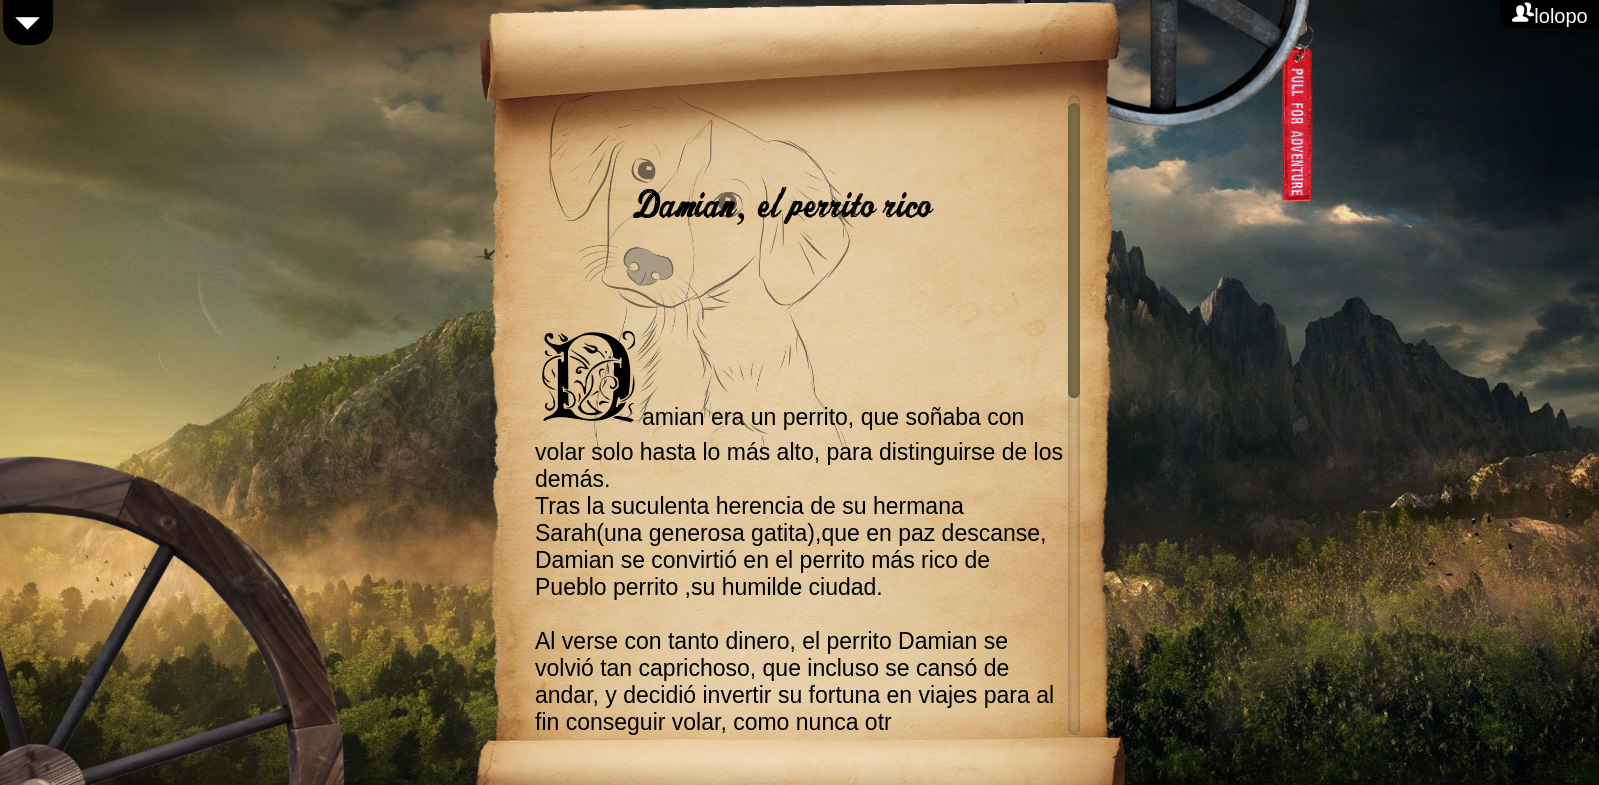 lolopo
PULL FOR ADVENTURE
Damian, el perrito rico
Damian era un perrito, que soñaba con
volar solo hasta lo más alto, para distinguirse de los
demás.
Tras la suculenta herencia de su hermana
Sarah(una generosa gatita),que en paz descanse,
Damian se convirtió en el perrito más rico de
Pueblo perrito ,su humilde ciudad.
Al verse con tanto dinero, el perrito Damian se
volvió tan caprichoso, que incluso se cansó de
andar, y decidió invertir su fortuna en viajes para al
fin conseguir volar, como nunca otr